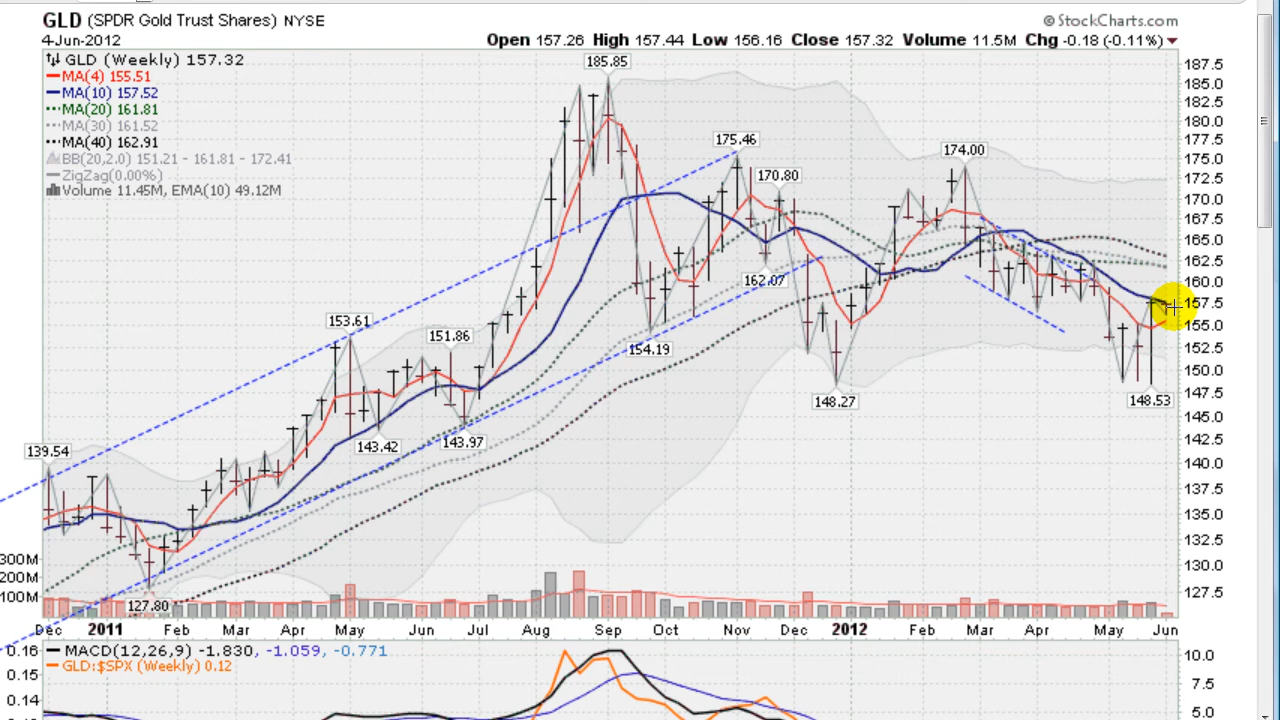 GLD (SPDR Gold Trust Shares) NYSE
© StockCharts.com
4-Jun-2012
Open 157.26 High 157.44 Low 156.16 Close 157.32 Volume 11.5M Chg -0.18 (-0.11%)
GLD (Weekly) 157.32
MA(4) 155.51
MA(10) 157.52
MA(20) 161.81
MA(30) 161.52
MA(40) 162.91
BB(20,2.0) 151.21 - 161.81 - 172.41
ZigZag(0.00%)
Volume 11.45M, EMA(10) 49.12M
185.85
175.46
174.00
170.80
162.07
153.61
151.86
154.19
148.27
148.53
143.42
143.97
139.54
127.80
187.5
185.0
182.5
180.0
177.5
175.0
172.5
170.0
167.5
165.0
162.5
160.0
157.5
155.0
152.5
150.0
147.5
145.0
142.5
140.0
137.5
135.0
132.5
130.0
127.5
300M
200M
100M
Dec 2011 Feb Mar Apr May Jun Jul Aug Sep Oct Nov Dec 2012 Feb Mar Apr May Jun
MACD(12,26,9) -1.830, -1.059, -0.771
GLD:$SPX (Weekly) 0.12
0.16
0.15
0.14
10.0
7.5
5.0